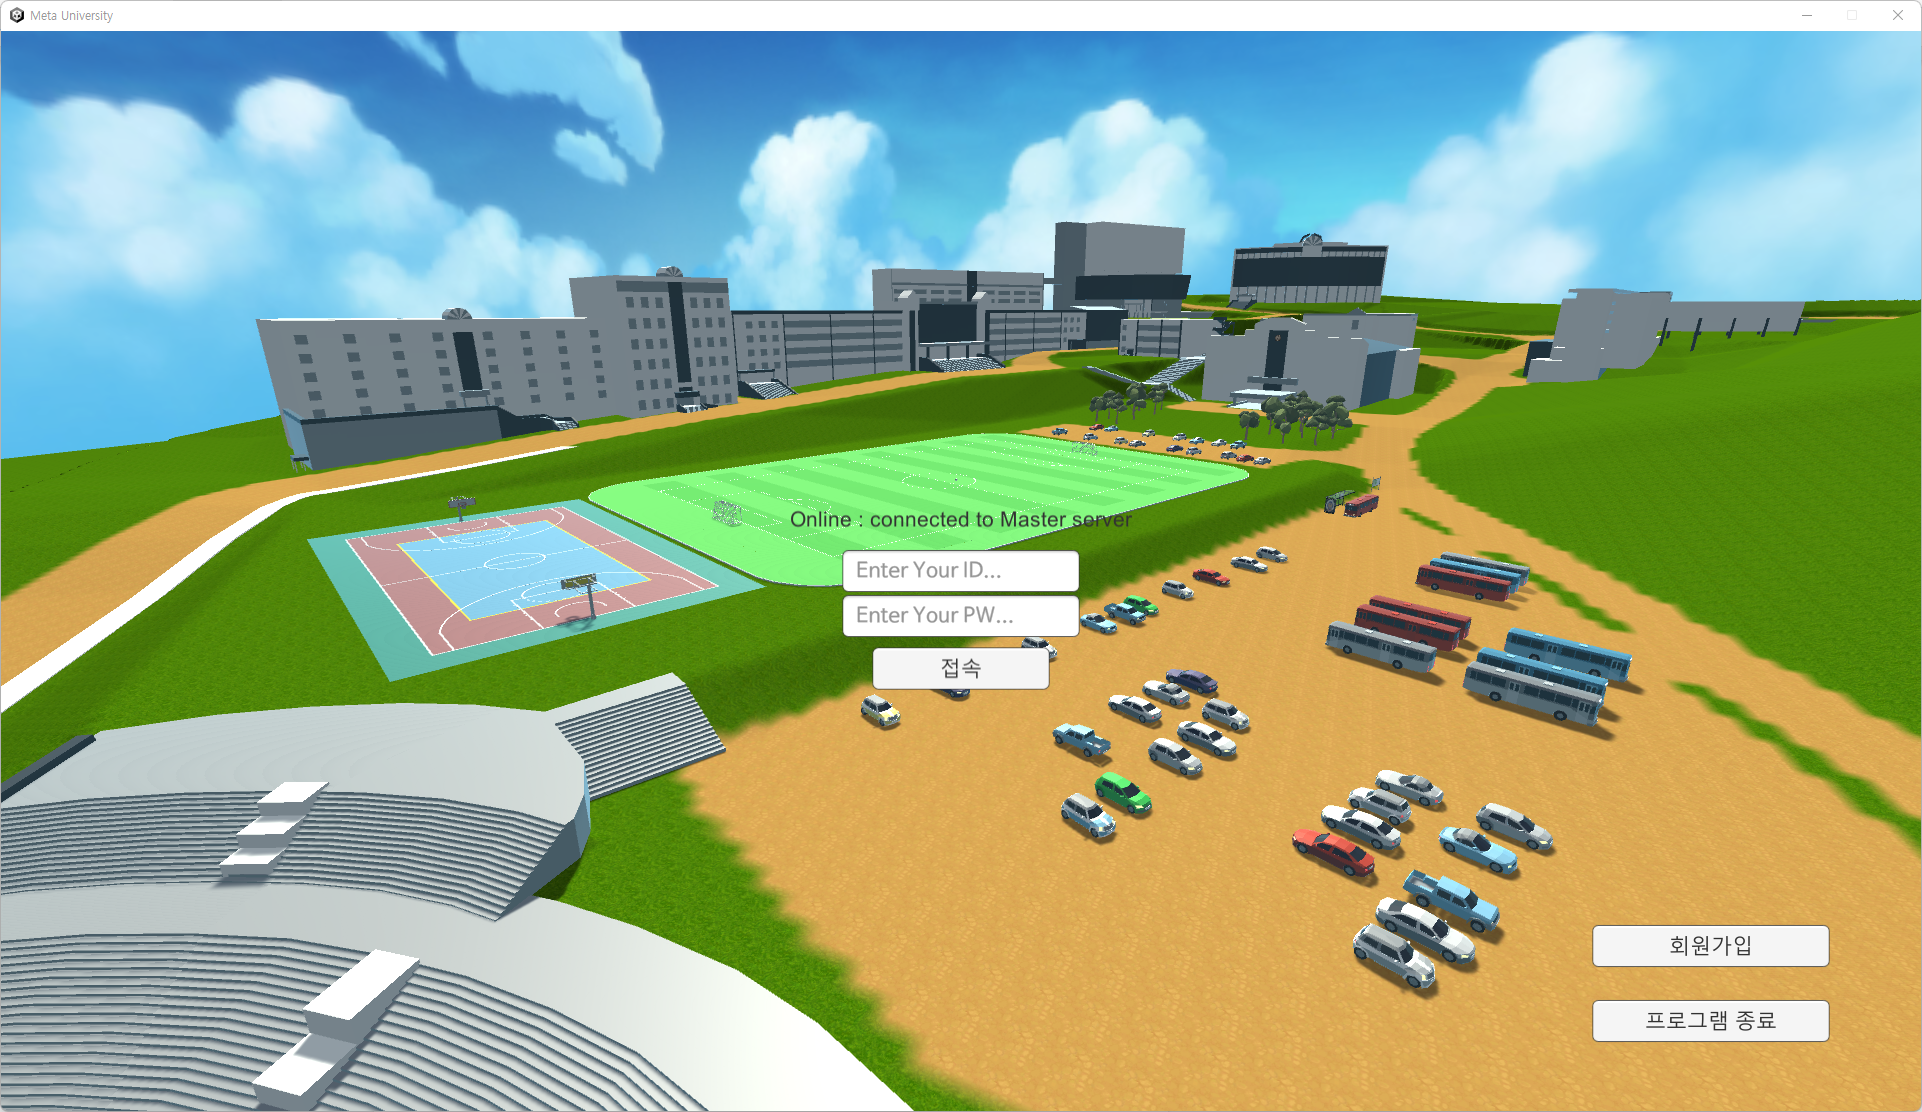 Meta University
Online : connected to Master server
Enter Your ID...
Enter Your PW...
접속
회원가입
프로그램 종료